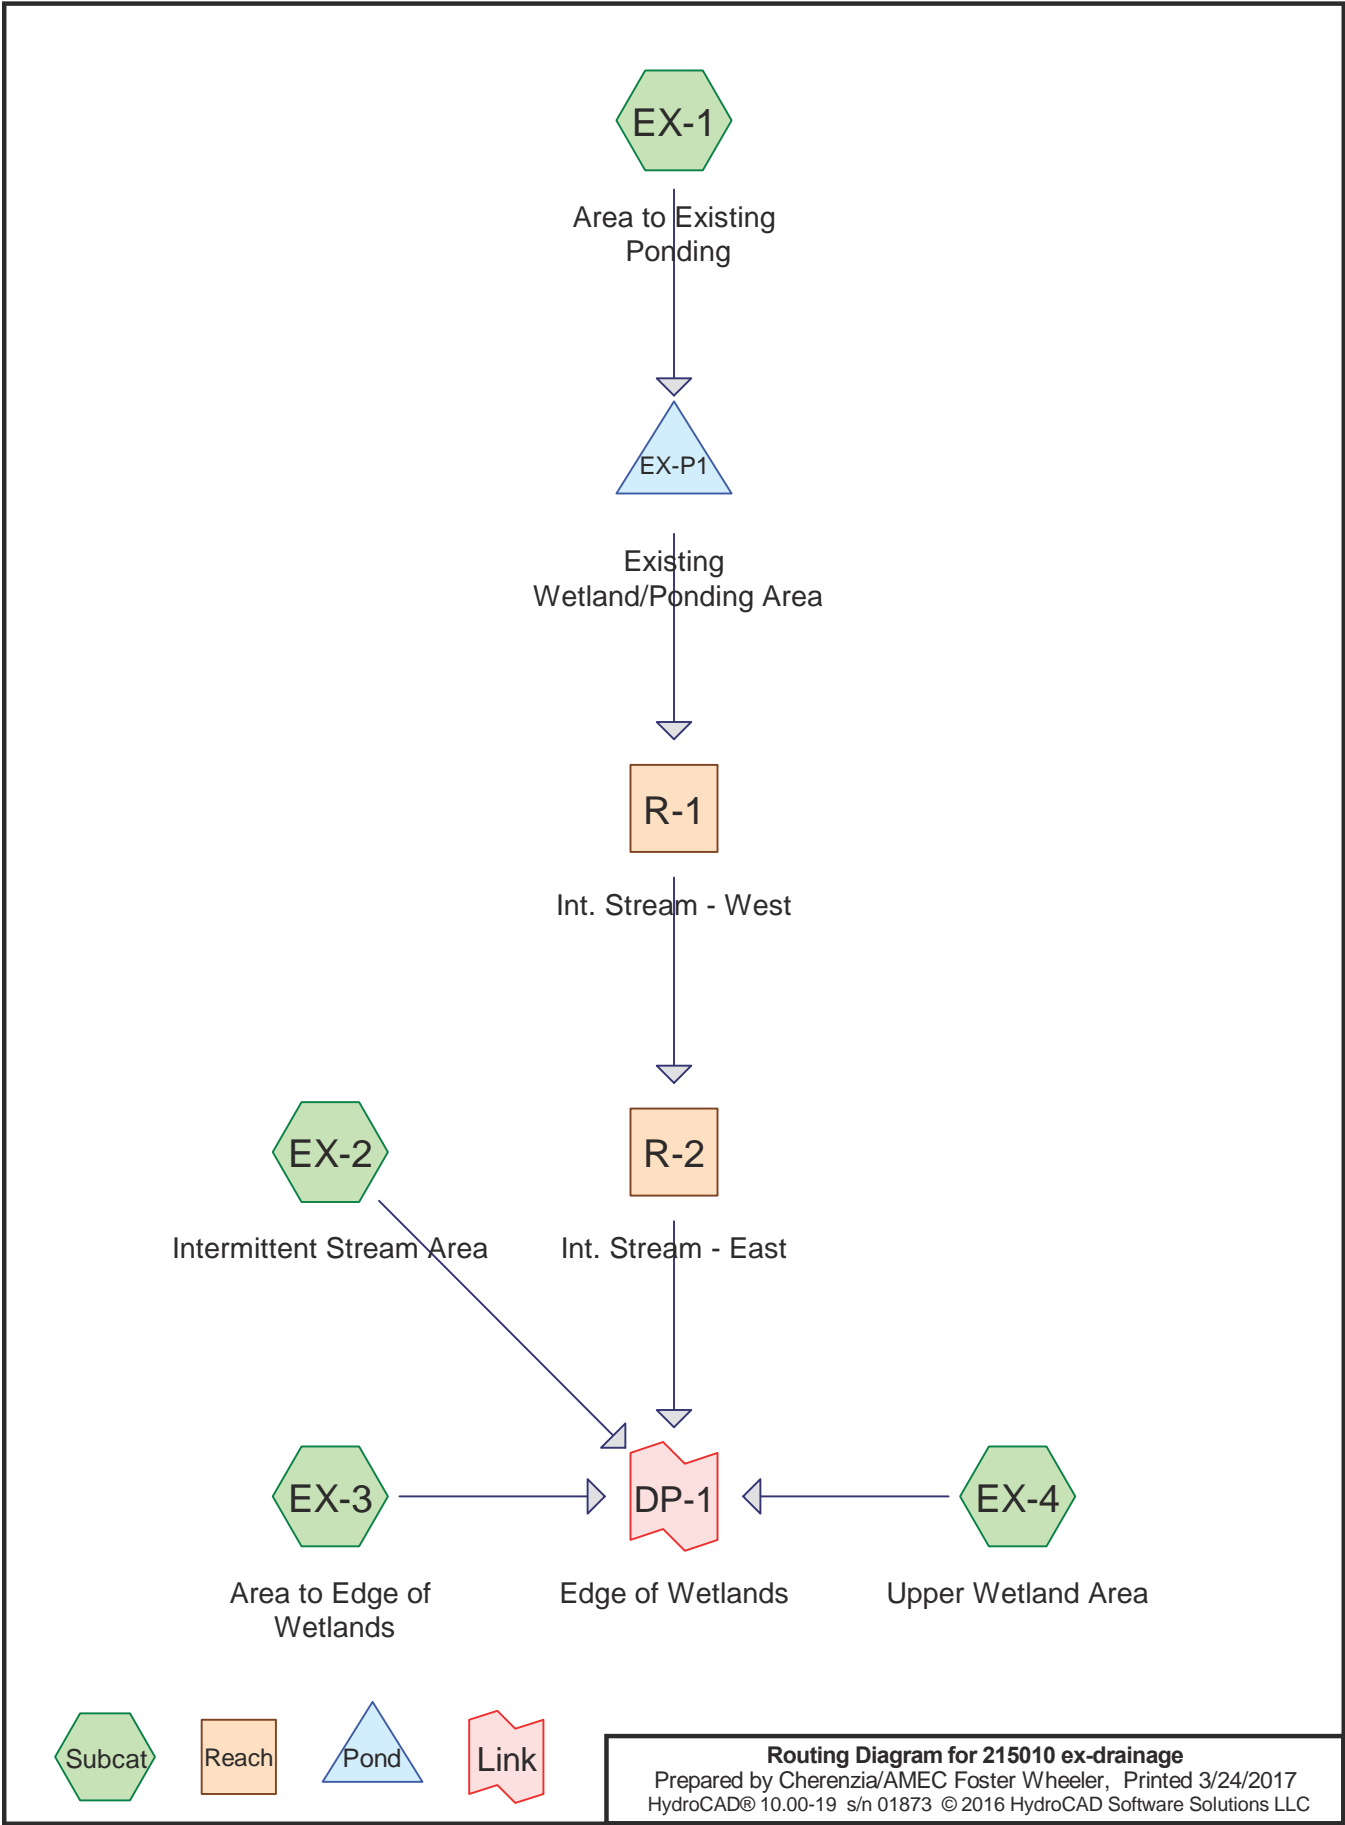 EX-1
Area to Existing
Ponding
EX-P1
Existing
Wetland/Ponding Area
R-1
Int. Stream - West
EX-2
R-2
Intermittent Stream Area
Int. Stream - East
EX-3
DP-1
EX-4
Area to Edge of
Wetlands
Edge of Wetlands
Upper Wetland Area
Subcat
Reach
Pond
Link
Routing Diagram for 215010 ex-drainage
Prepared by Cherenzia/AMEC Foster Wheeler, Printed 3/24/2017
HydroCAD® 10.00-19 s/n 01873 © 2016 HydroCAD Software Solutions LLC